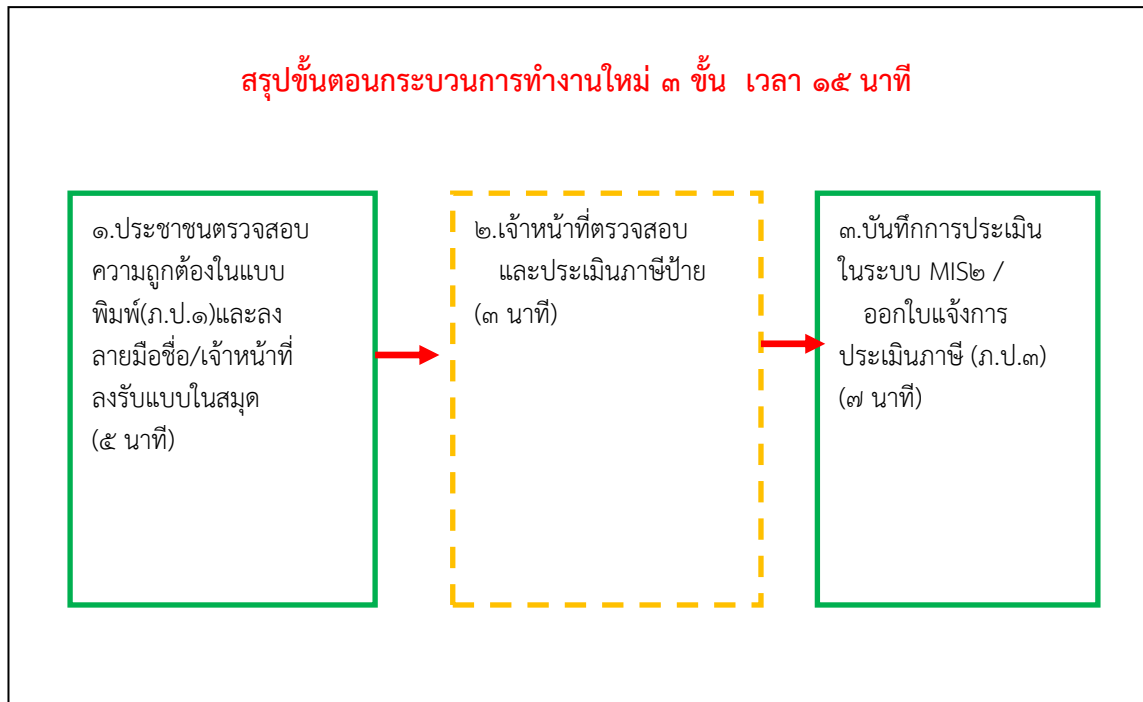 สรุปขั้นตอนกระบวนการทำงานใหม่ ๓ ขั้น เวลา ๑๕ นาที
๑.ประชาชนตรวจสอบ
ความถูกต้องในแบบ
พิมพ์(ภ.ป.๑)และลง
ลายมือชื่อ/เจ้าหน้าที่
ลงรับแบบในสมุด
(๕ นาที)
๒.เจ้าหน้าที่ตรวจสอบ
และประเมินภาษีป้าย
(๓ นาที)
๓.บันทึกการประเมิน
ในระบบ MIS๒ /
ออกใบแจ้งการ
ประเมินภาษี (ภ.ป.๓)
(๗ นาที)